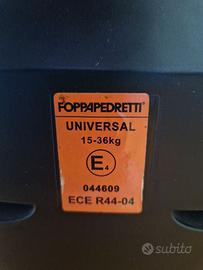 FOPPAPEDRETTI®
UNIVERSAL
15-36kg
E4
044609
ECE R44-04
subito